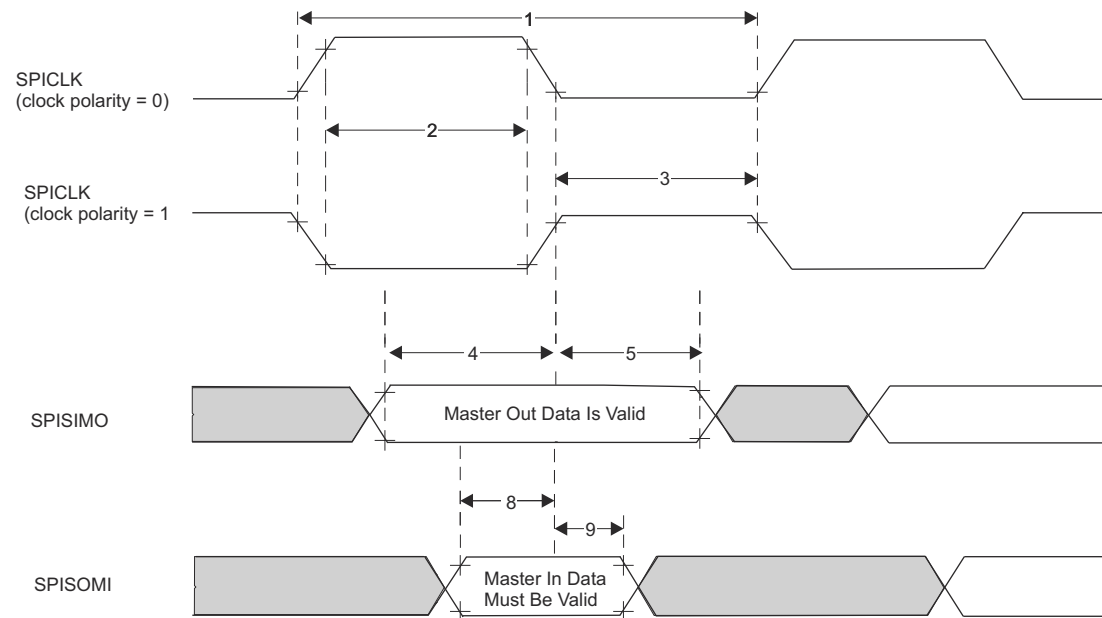 1
SPICLK
(clock polarity = 0)
2
3
SPICLK
(clock polarity = 1
4
5
SPISIMO
Master Out Data Is Valid
8
9
SPISOMI
Master In Data
Must Be Valid